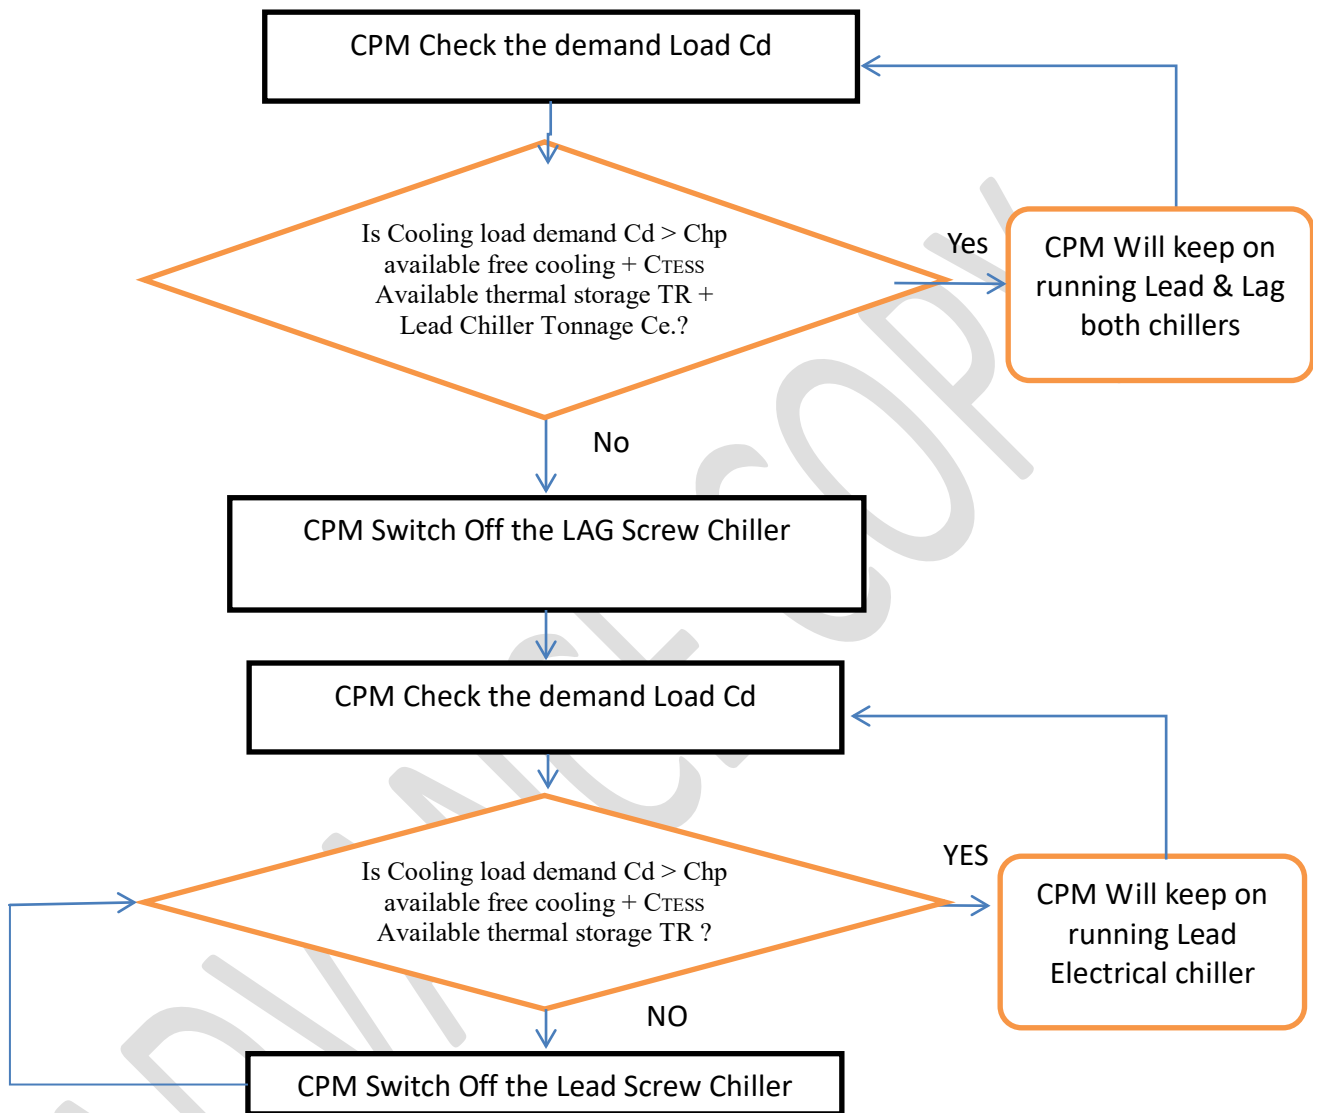 CPM Check the demand Load Cd
Is Cooling load demand Cd > Chp
available free cooling + CTESS
Available thermal storage TR +
Lead Chiller Tonnage Ce.?
Yes
CPM Will keep on
running Lead & Lag
both chillers
No
CPM Switch Off the LAG Screw Chiller
CPM Check the demand Load Cd
Is Cooling load demand Cd > Chp
available free cooling + CTESS
Available thermal storage TR ?
YES
CPM Will keep on
running Lead
Electrical chiller
NO
CPM Switch Off the Lead Screw Chiller
ADVANCE COPY